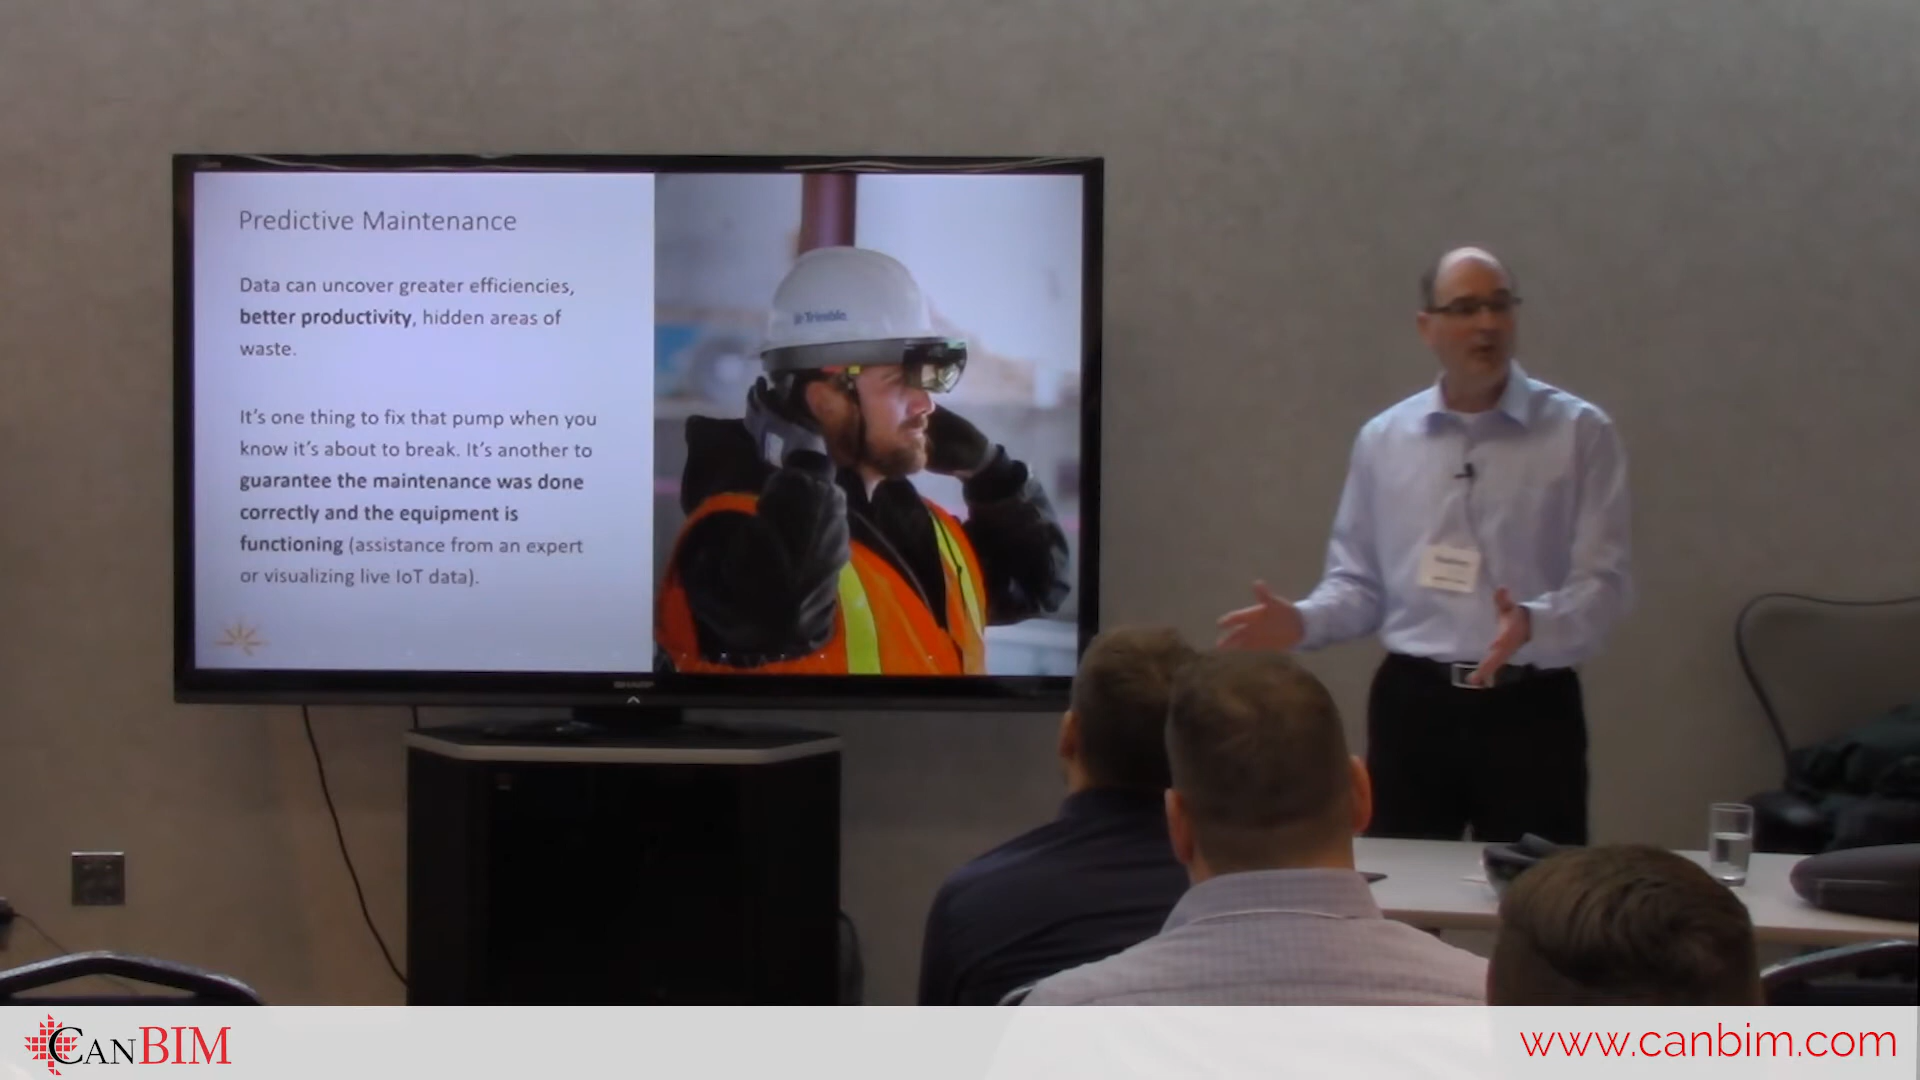 Predictive Maintenance
Data can uncover greater efficiencies,
better productivity, hidden areas of
waste.
It's one thing to fix that pump when you
know it's about to break. It's another to
guarantee the maintenance was done
correctly and the equipment is
functioning (assistance from an expert
or visualizing live IoT data).
Trimble
SHARP
CANBIM
www.canbim.com